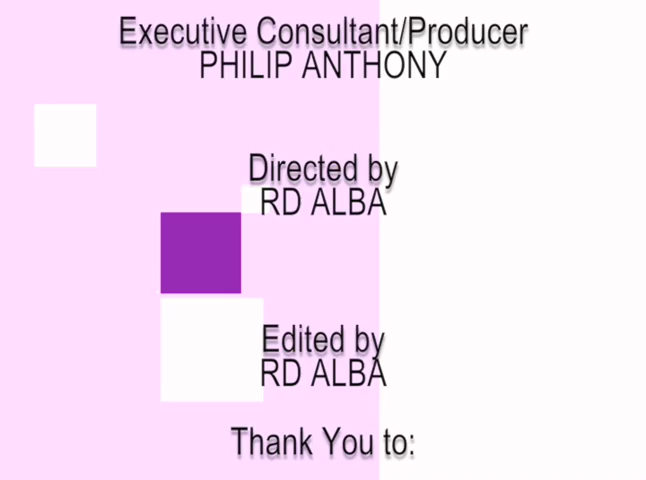 Executive Consultant/Producer
PHILIP ANTHONY
Directed by
RD ALBA
Edited by
RD ALBA
Thank You to: